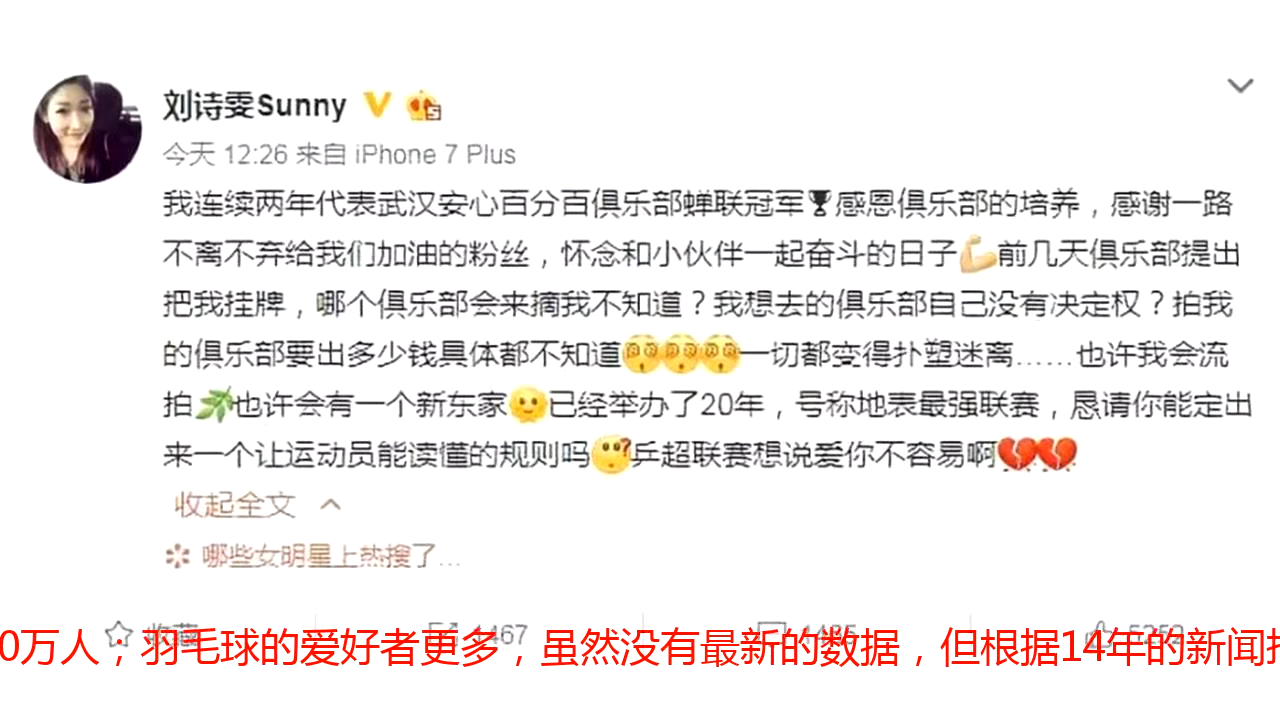 刘诗雯Sunny
今天 12:26 来自 iPhone 7 Plus
我连续两年代表武汉安心百分百俱乐部蝉联冠军🏆感恩俱乐部的培养，感谢一路
不离不弃给我们加油的粉丝，怀念和小伙伴一起奋斗的日子💪前几天俱乐部提出
把我挂牌，哪个俱乐部会来摘我不知道？我想去的俱乐部自己没有决定权？拍我
的俱乐部要出多少钱具体都不知道一切都变得扑塑迷离……也许我会流
拍🌿也许会有一个新东家已经举办了20年，号称地表最强联赛，恳请你能定出
来一个让运动员能读懂的规则吗乒超联赛想说爱你不容易啊💔💔
收起全文
哪些女明星上热搜了...
收藏
1467
5252
0万人；羽毛球的爱好者更多，虽然没有最新的数据，但根据14年的新闻报